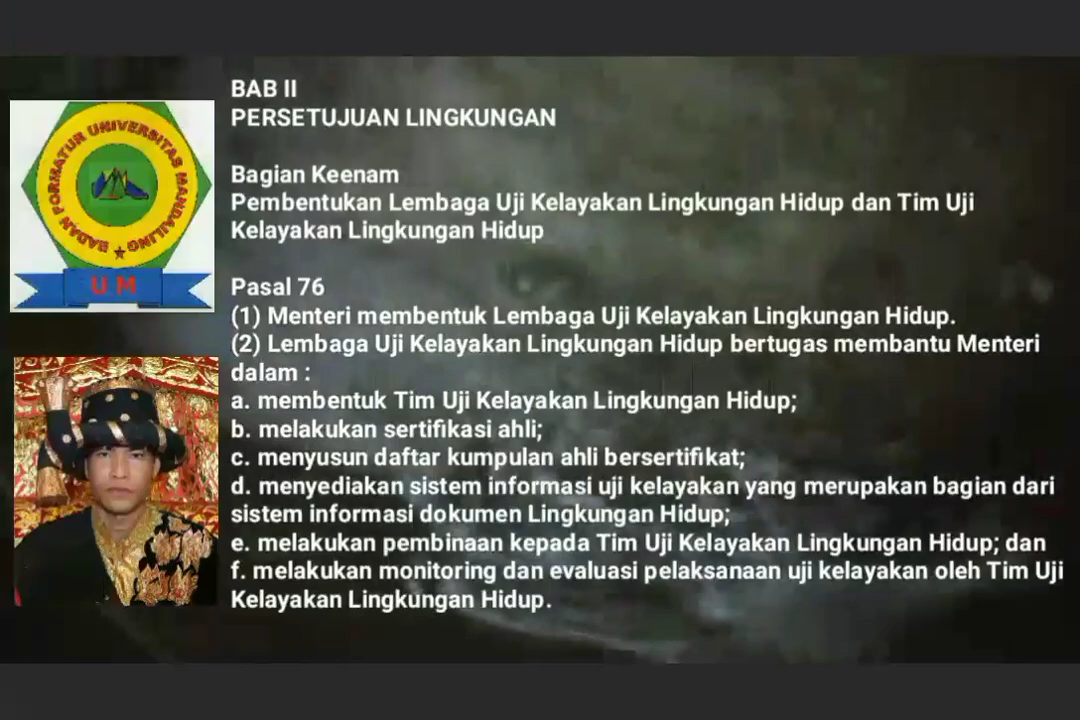 BADAN FORMATUR UNIVERSITAS MANDAILING
U M
BAB II
PERSETUJUAN LINGKUNGAN
Bagian Keenam
Pembentukan Lembaga Uji Kelayakan Lingkungan Hidup dan Tim Uji
Kelayakan Lingkungan Hidup
Pasal 76
(1) Menteri membentuk Lembaga Uji Kelayakan Lingkungan Hidup.
(2) Lembaga Uji Kelayakan Lingkungan Hidup bertugas membantu Menteri
dalam :
a. membentuk Tim Uji Kelayakan Lingkungan Hidup;
b. melakukan sertifikasi ahli;
c. menyusun daftar kumpulan ahli bersertifikat;
d. menyediakan sistem informasi uji kelayakan yang merupakan bagian dari
sistem informasi dokumen Lingkungan Hidup;
e. melakukan pembinaan kepada Tim Uji Kelayakan Lingkungan Hidup; dan
f. melakukan monitoring dan evaluasi pelaksanaan uji kelayakan oleh Tim Uji
Kelayakan Lingkungan Hidup.